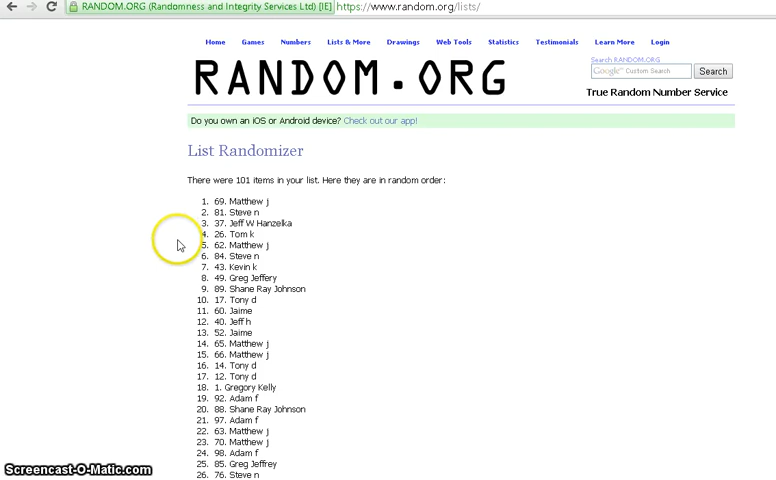 RANDOM.ORG (Randomness and Integrity Services Ltd) [IE] https://www.random.org/lists/
Home Games Numbers Lists & More Drawings Web Tools Statistics Testimonials Learn More Login
Search RANDOM.ORG
RANDOM.ORG
Google™ Custom Search Search
True Random Number Service
Do you own an iOS or Android device? Check out our app!
List Randomizer
There were 101 items in your list. Here they are in random order:
1. 69. Matthew j
2. 81. Steve n
3. 37. Jeff W Hanzelka
4. 26. Tom k
5. 62. Matthew j
6. 84. Steve n
7. 43. Kevin k
8. 49. Greg Jeffery
9. 89. Shane Ray Johnson
10. 17. Tony d
11. 60. Jaime
12. 40. Jeff h
13. 52. Jaime
14. 65. Matthew j
15. 66. Matthew j
16. 14. Tony d
17. 12. Tony d
18. 1. Gregory Kelly
19. 92. Adam f
20. 88. Shane Ray Johnson
21. 97. Adam f
22. 63. Matthew j
23. 70. Matthew j
24. 98. Adam f
25. 85. Greg Jeffrey
26. 76. Steve n
Screencast-O-Matic.com